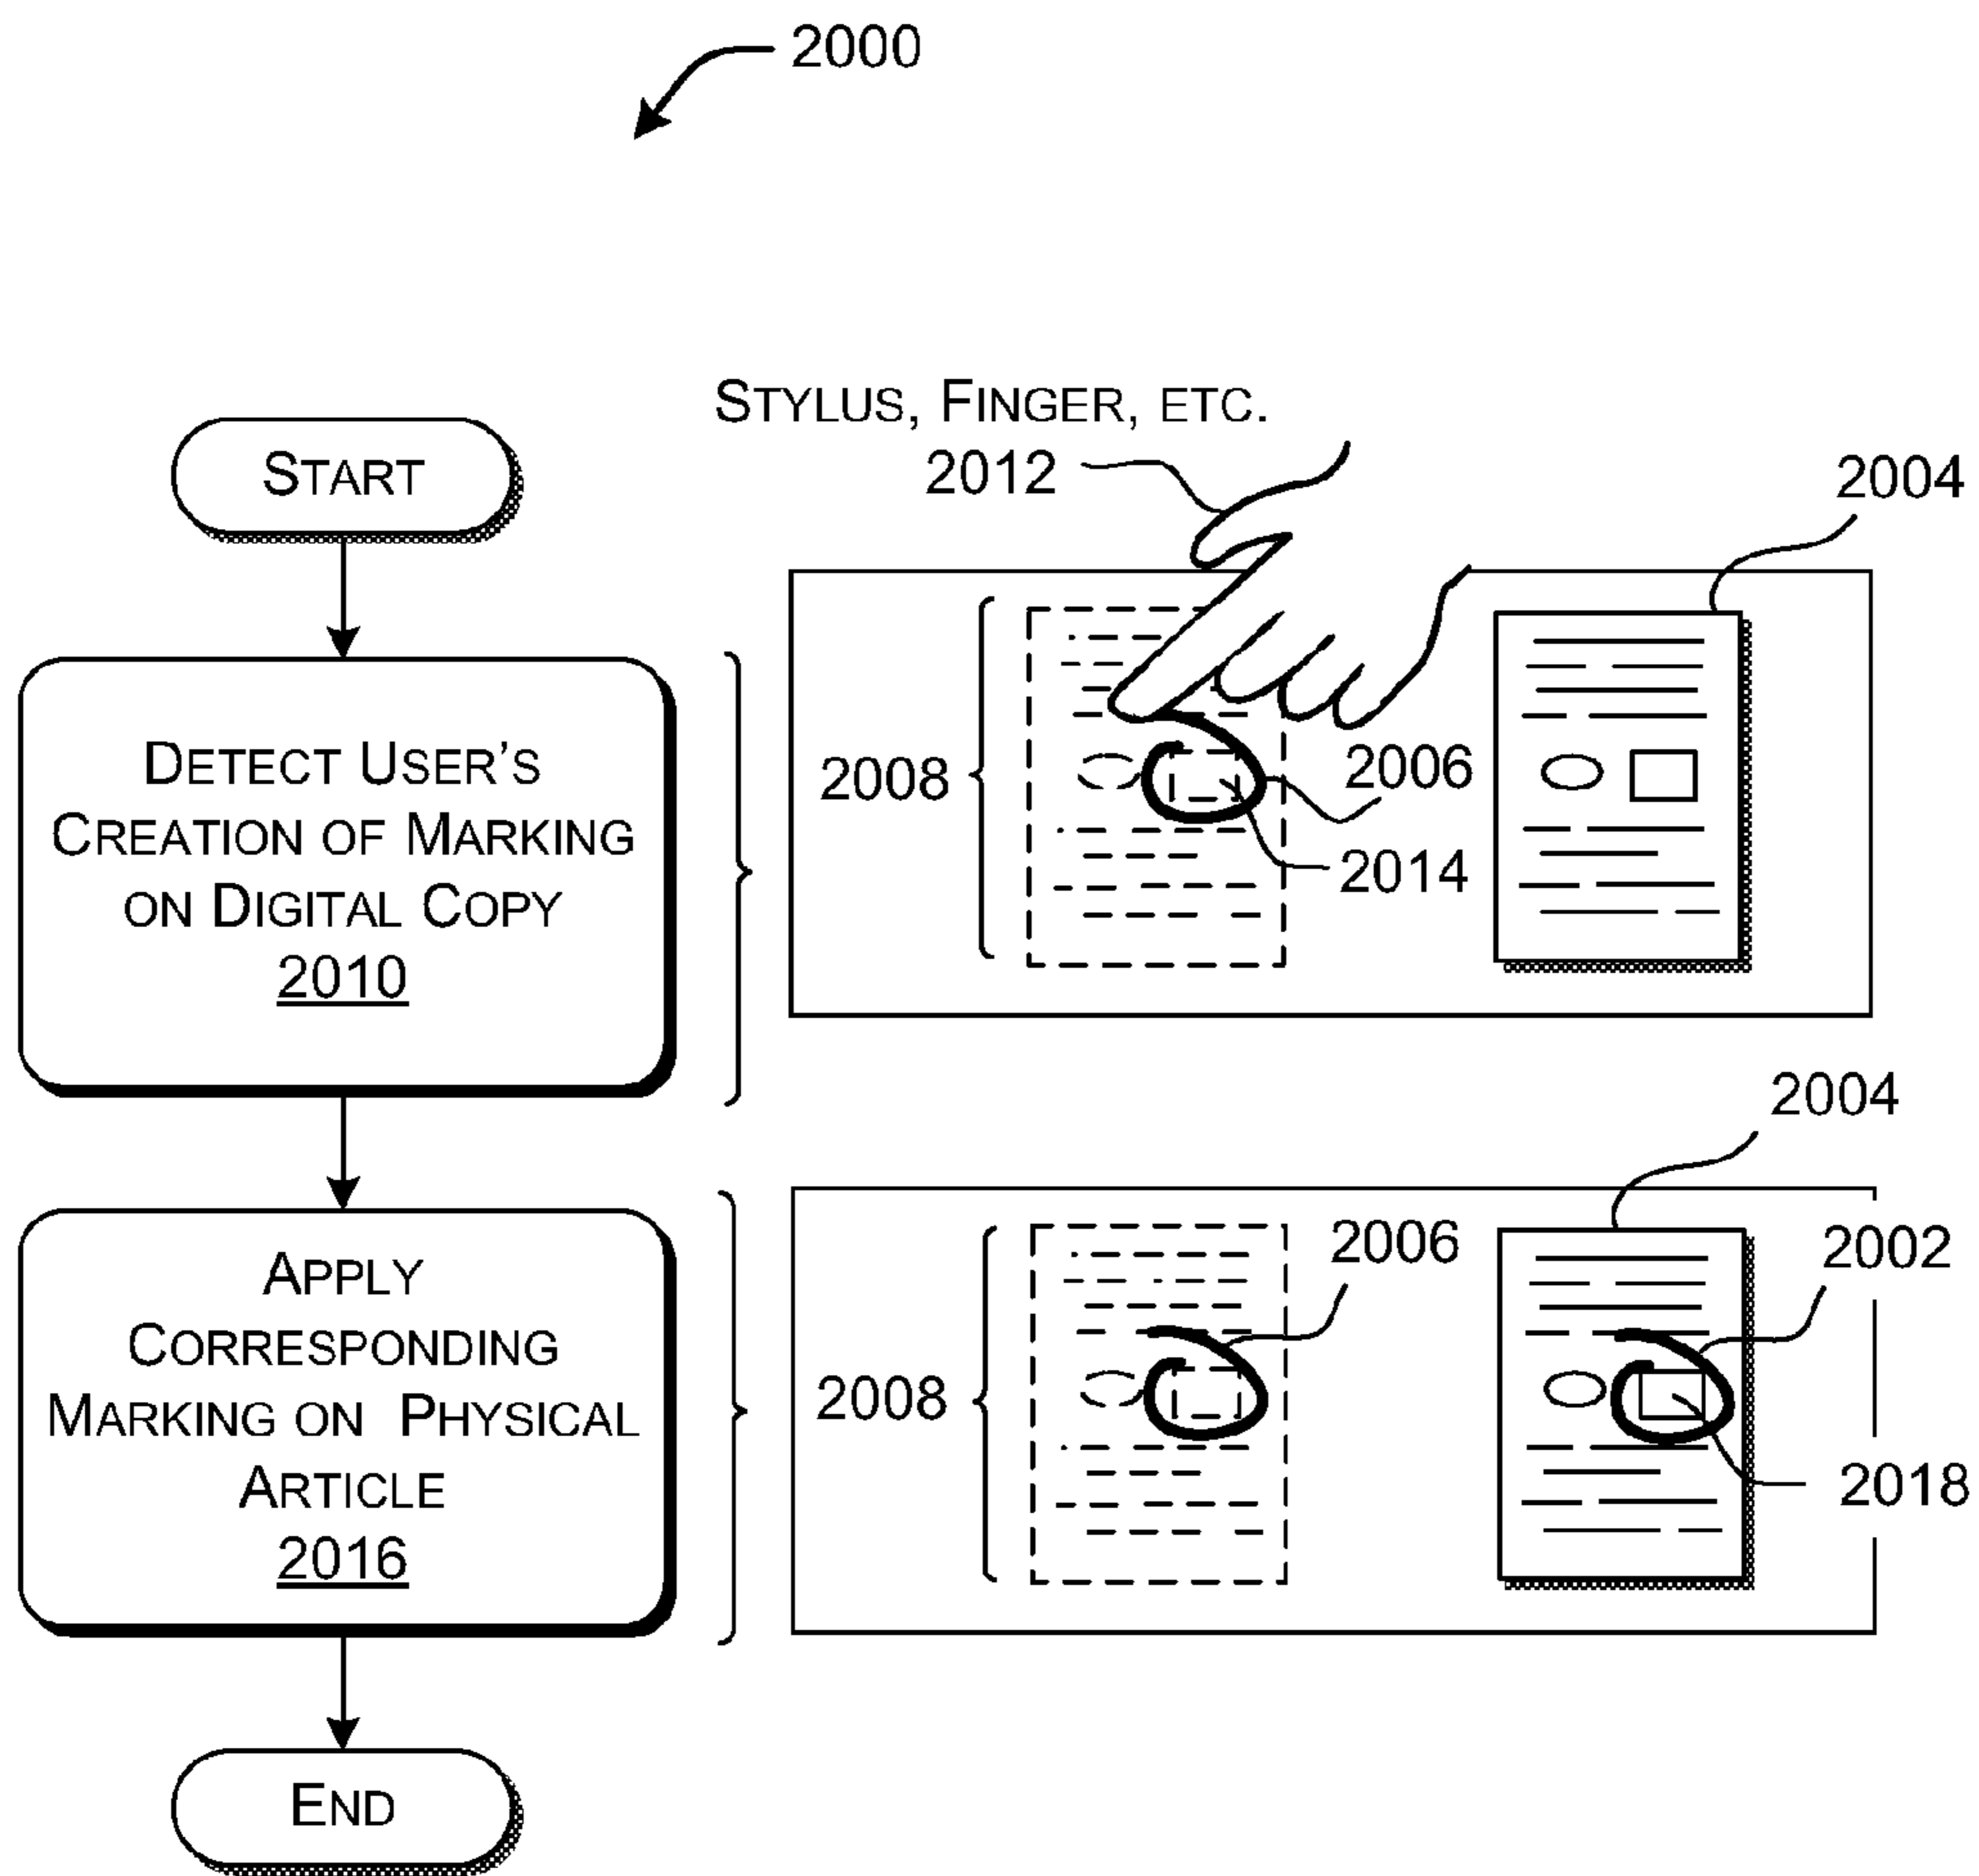 2000
START
DETECT USER'S
CREATION OF MARKING
ON DIGITAL COPY
2010
STYLUS, FINGER, ETC.
2012
2004
2008
2006
2014
APPLY
CORRESPONDING
MARKING ON PHYSICAL
ARTICLE
2016
2004
2006
2002
2008
2018
END